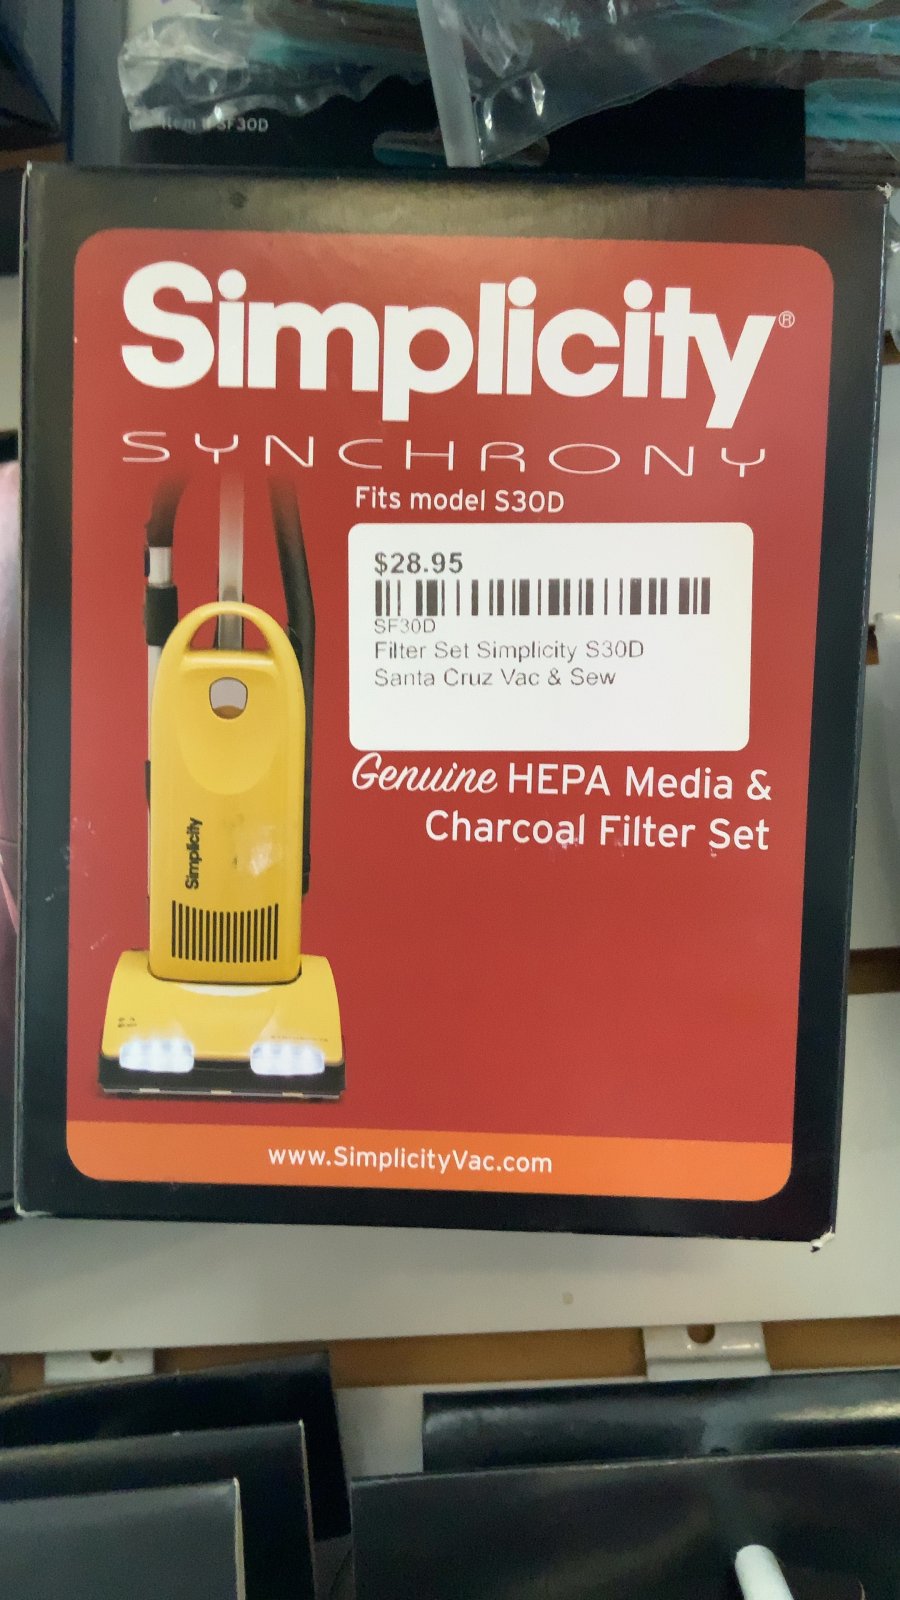 Item # SF30D
Simplicity®
SYNCHRONY
Fits model S30D
$28.95
SF30D
Filter Set Simplicity S30D
Santa Cruz Vac & Sew
Genuine HEPA Media &
Charcoal Filter Set
Simplicity
www.SimplicityVac.com